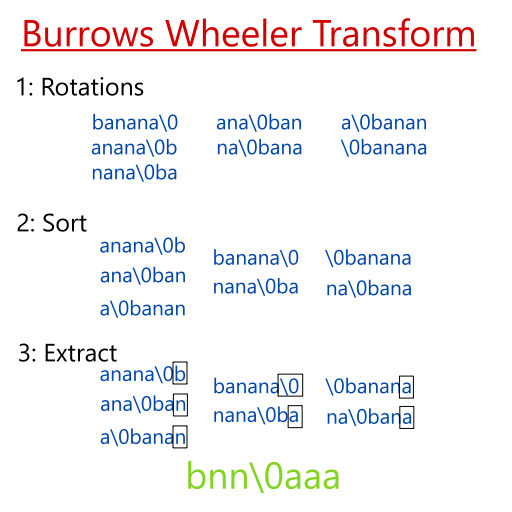 Burrows Wheeler Transform
1: Rotations
banana\0 ana\0ban a\0banan
anana\0b na\0bana \0banana
nana\0ba
2: Sort
anana\0b
ana\0ban
a\0banan
banana\0
nana\0ba
\0banana
na\0bana
3: Extract
anana\0b
ana\0ban
a\0banan
banana\0
nana\0ba
\0banana
na\0bana
bnn\0aaa